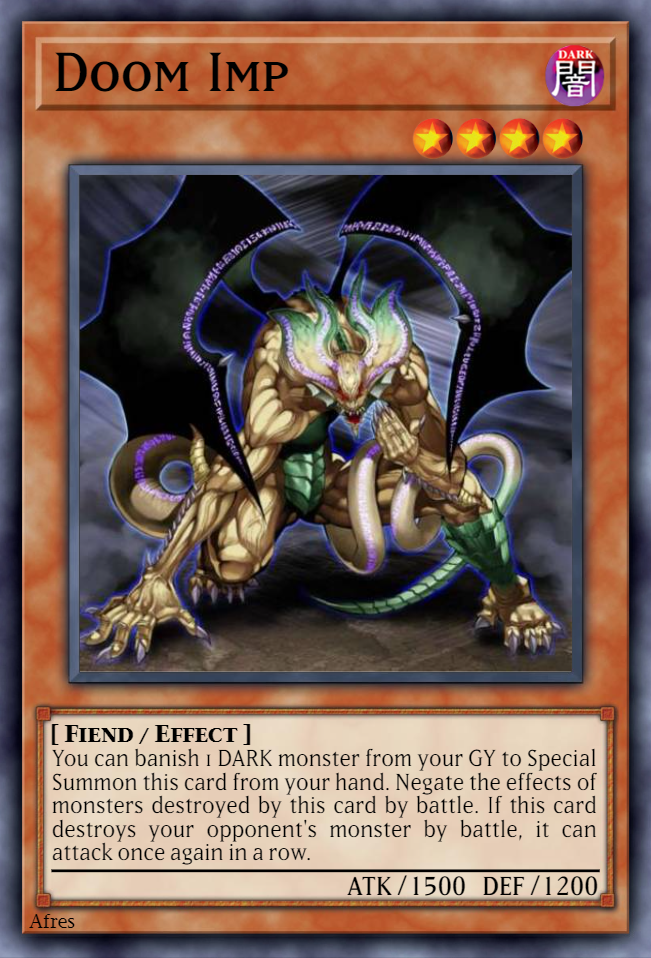 Doom Imp
DARK
闇
[ Fiend / Effect ]
You can banish 1 DARK monster from your GY to Special
Summon this card from your hand. Negate the effects of
monsters destroyed by this card by battle. If this card
destroys your opponent's monster by battle, it can
attack once again in a row.
ATK / 1500 DEF / 1200
Afres